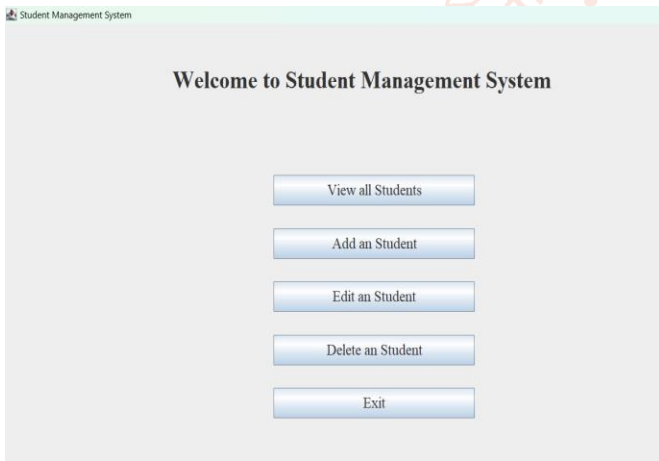 Student Management System
Welcome to Student Management System
View all Students
Add an Student
Edit an Student
Delete an Student
Exit